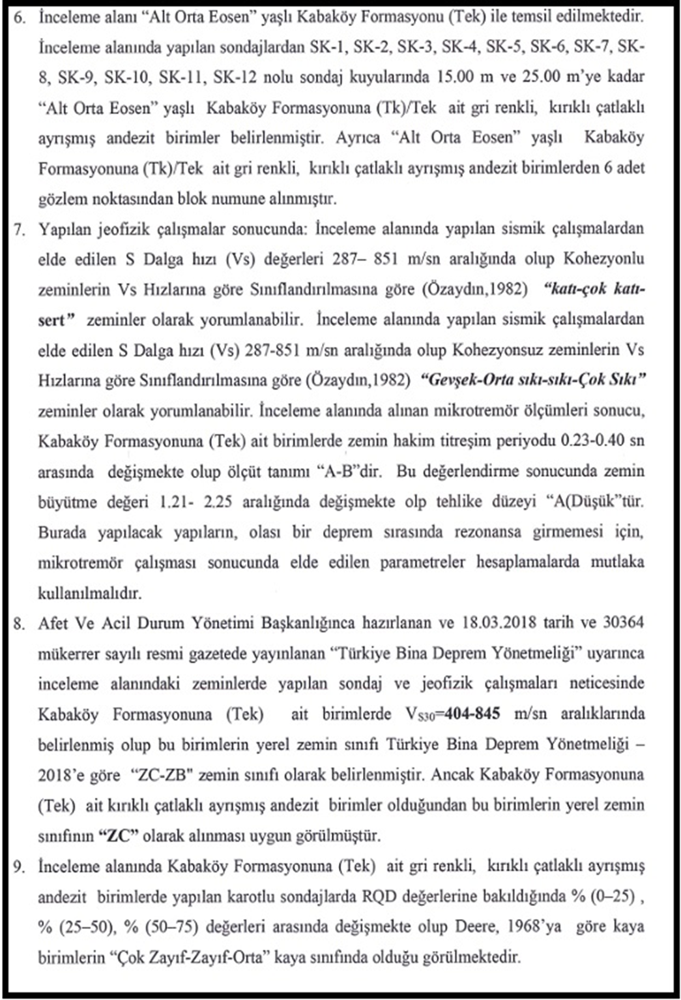 6. İnceleme alanı “Alt Orta Eosen” yaşlı Kabaköy Formasyonu (Tek) ile temsil edilmektedir.
İnceleme alanında yapılan sondajlardan SK-1, SK-2, SK-3, SK-4, SK-5, SK-6, SK-7, SK-
8, SK-9, SK-10, SK-11, SK-12 nolu sondaj kuyularında 15.00 m ve 25.00 m’ye kadar
“Alt Orta Eosen” yaşlı Kabaköy Formasyonuna (Tk)/Tek ait gri renkli, kırıklı çatlaklı
ayrışmış andezit birimler belirlenmiştir. Ayrıca “Alt Orta Eosen” yaşlı Kabaköy
Formasyonuna (Tk)/Tek ait gri renkli, kırıklı çatlaklı ayrışmış andezit birimlerden 6 adet
gözlem noktasından blok numune alınmıştır.
7. Yapılan jeofizik çalışmalar sonucunda: İnceleme alanında yapılan sismik çalışmalardan
elde edilen S Dalga hızı (Vs) değerleri 287– 851 m/sn aralığında olup Kohezyonlu
zeminlerin Vs Hızlarına göre Sınıflandırılmasına göre (Özaydın,1982) “katı-çok katı-
sert” zeminler olarak yorumlanabilir. İnceleme alanında yapılan sismik çalışmalardan
elde edilen S Dalga hızı (Vs) 287-851 m/sn aralığında olup Kohezyonsuz zeminlerin Vs
Hızlarına göre Sınıflandırılmasına göre (Özaydın,1982) “Gevşek-Orta sıkı-sıkı-Çok Sıkı”
zeminler olarak yorumlanabilir. İnceleme alanında alınan mikrotremör ölçümleri sonucu,
Kabaköy Formasyonuna (Tek) ait birimlerde zemin hakim titreşim periyodu 0.23-0.40 sn
arasında değişmekte olup ölçüt tanımı “A-B”dir. Bu değerlendirme sonucunda zemin
büyütme değeri 1.21- 2.25 aralığında değişmekte olp tehlike düzeyi “A(Düşük”tür.
Burada yapılacak yapıların, olası bir deprem sırasında rezonansa girmemesi için,
mikrotremör çalışması sonucunda elde edilen parametreler hesaplamalarda mutlaka
kullanılmalıdır.
8. Afet Ve Acil Durum Yönetimi Başkanlığınca hazırlanan ve 18.03.2018 tarih ve 30364
mükerrer sayılı resmi gazetede yayınlanan “Türkiye Bina Deprem Yönetmeliği” uyarınca
inceleme alanındaki zeminlerde yapılan sondaj ve jeofizik çalışmaları neticesinde
Kabaköy Formasyonuna (Tek) ait birimlerde VS30=404-845 m/sn aralıklarında
belirlenmiş olup bu birimlerin yerel zemin sınıfı Türkiye Bina Deprem Yönetmeliği –
2018’e göre “ZC-ZB" zemin sınıfı olarak belirlenmiştir. Ancak Kabaköy Formasyonuna
(Tek) ait kırıklı çatlaklı ayrışmış andezit birimler olduğundan bu birimlerin yerel zemin
sınıfının “ZC” olarak alınması uygun görülmüştür.
9. İnceleme alanında Kabaköy Formasyonuna (Tek) ait gri renkli, kırıklı çatlaklı ayrışmış
andezit birimlerde yapılan karotlu sondajlarda RQD değerlerine bakıldığında % (0–25) ,
% (25–50), % (50–75) değerleri arasında değişmekte olup Deere, 1968’ya göre kaya
birimlerin “Çok Zayıf-Zayıf-Orta” kaya sınıfında olduğu görülmektedir.